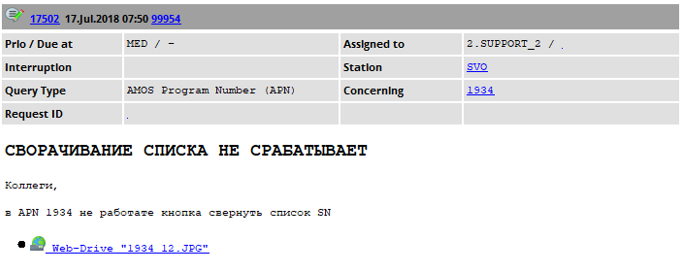 17502 17.Jul.2018 07:50 99954
Prio / Due at MED / – Assigned to 2.SUPPORT_2 / .
Interruption Station SVO
Query Type AMOS Program Number (APN) Concerning 1934
Request ID .
СВОРАЧИВАНИЕ СПИСКА НЕ СРАБАТЫВАЕТ
Коллеги,
в APN 1934 не работате кнопка свернуть список SN
Web-Drive "1934_12.JPG"